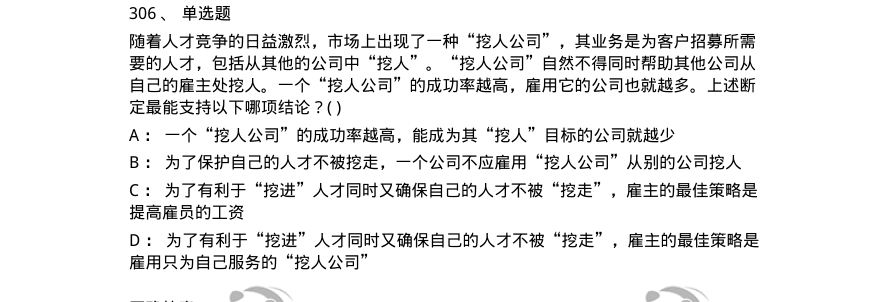 306 、 单选题
随着人才竞争的日益激烈，市场上出现了一种“挖人公司”，其业务是为客户招募所需
要的人才，包括从其他的公司中“挖人”。“挖人公司”自然不得同时帮助其他公司从
自己的雇主处挖人。一个“挖人公司”的成功率越高，雇用它的公司也就越多。上述断
定最能支持以下哪项结论？( )
A： 一个“挖人公司”的成功率越高，能成为其“挖人”目标的公司就越少
B： 为了保护自己的人才不被挖走，一个公司不应雇用“挖人公司”从别的公司挖人
C： 为了有利于“挖进”人才同时又确保自己的人才不被“挖走”，雇主的最佳策略是
提高雇员的工资
D： 为了有利于“挖进”人才同时又确保自己的人才不被“挖走”，雇主的最佳策略是
雇用只为自己服务的“挖人公司”